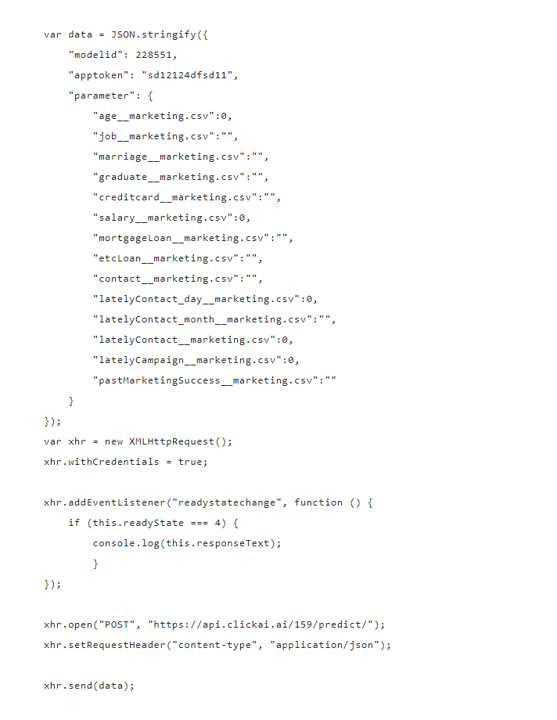 var data = JSON.stringify({
    "modelid": 228551,
    "apptoken": "sd12124dfsd11",
    "parameter": {
        "age__marketing.csv":0,
        "job__marketing.csv":"",
        "marriage__marketing.csv":"",
        "graduate__marketing.csv":"",
        "creditcard__marketing.csv":"",
        "salary__marketing.csv":0,
        "mortgageLoan__marketing.csv":"",
        "etcLoan__marketing.csv":"",
        "contact__marketing.csv":"",
        "latelyContact_day__marketing.csv":0,
        "latelyContact_month__marketing.csv":"",
        "latelyContact__marketing.csv":0,
        "latelyCampaign__marketing.csv":0,
        "pastMarketingSuccess__marketing.csv":""
    }
});
var xhr = new XMLHttpRequest();
xhr.withCredentials = true;

xhr.addEventListener("readystatechange", function () {
    if (this.readyState === 4) {
        console.log(this.responseText);
        }
});

xhr.open("POST", "https://api.clickai.ai/159/predict/");
xhr.setRequestHeader("content-type", "application/json");

xhr.send(data);